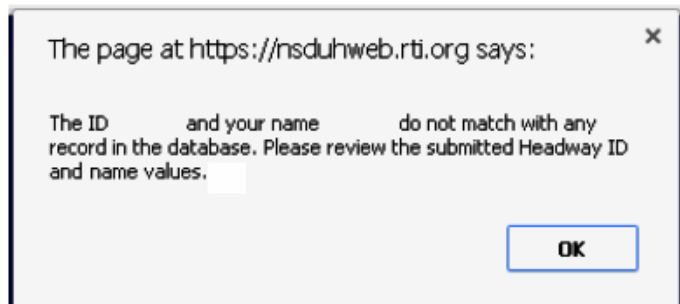 The page at https://nsduhweb.rti.org says:
×
The ID and your name do not match with any
record in the database. Please review the submitted Headway ID
and name values.
OK